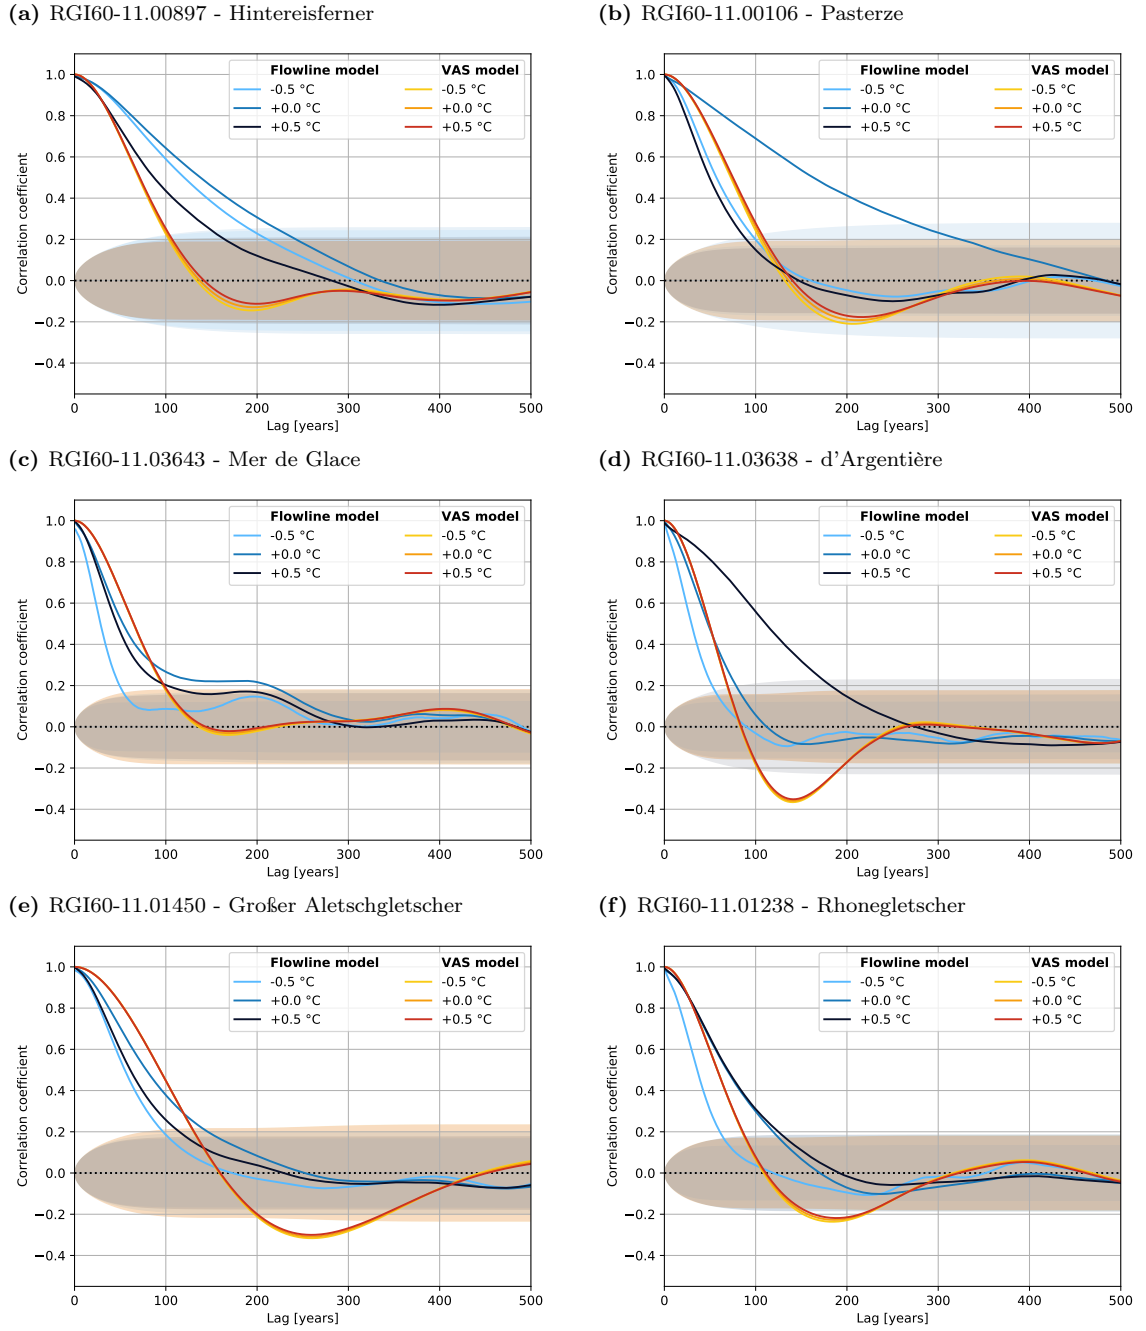 (a) RGI60-11.00897 - Hintereisferner
Flowline model VAS model
-0.5 °C -0.5 °C
+0.0 °C +0.0 °C
+0.5 °C +0.5 °C
1.0
0.8
0.6
0.4
0.2
0.0
−0.2
−0.4
Correlation coefficient
0 100 200 300 400 500
Lag [years]
(b) RGI60-11.00106 - Pasterze
Flowline model VAS model
-0.5 °C -0.5 °C
+0.0 °C +0.0 °C
+0.5 °C +0.5 °C
1.0
0.8
0.6
0.4
0.2
0.0
−0.2
−0.4
Correlation coefficient
0 100 200 300 400 500
Lag [years]
(c) RGI60-11.03643 - Mer de Glace
Flowline model VAS model
-0.5 °C -0.5 °C
+0.0 °C +0.0 °C
+0.5 °C +0.5 °C
1.0
0.8
0.6
0.4
0.2
0.0
−0.2
−0.4
Correlation coefficient
0 100 200 300 400 500
Lag [years]
(d) RGI60-11.03638 - d'Argentière
Flowline model VAS model
-0.5 °C -0.5 °C
+0.0 °C +0.0 °C
+0.5 °C +0.5 °C
1.0
0.8
0.6
0.4
0.2
0.0
−0.2
−0.4
Correlation coefficient
0 100 200 300 400 500
Lag [years]
(e) RGI60-11.01450 - Großer Aletschgletscher
Flowline model VAS model
-0.5 °C -0.5 °C
+0.0 °C +0.0 °C
+0.5 °C +0.5 °C
1.0
0.8
0.6
0.4
0.2
0.0
−0.2
−0.4
Correlation coefficient
0 100 200 300 400 500
Lag [years]
(f) RGI60-11.01238 - Rhonegletscher
Flowline model VAS model
-0.5 °C -0.5 °C
+0.0 °C +0.0 °C
+0.5 °C +0.5 °C
1.0
0.8
0.6
0.4
0.2
0.0
−0.2
−0.4
Correlation coefficient
0 100 200 300 400 500
Lag [years]